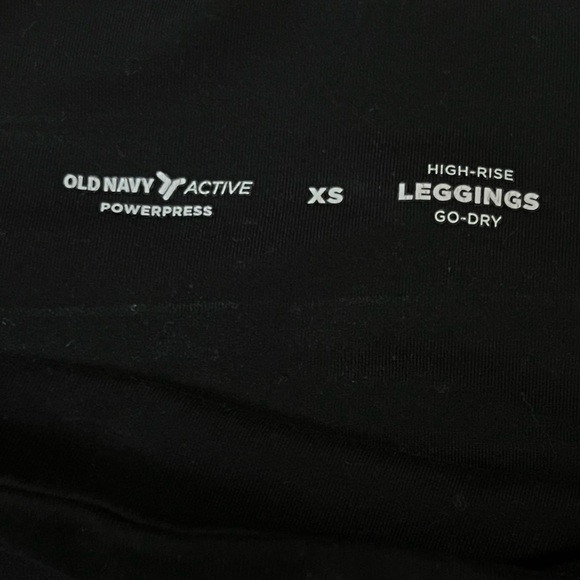 OLD NAVY ACTIVE
POWERPRESS
XS
HIGH-RISE
LEGGINGS
GO-DRY